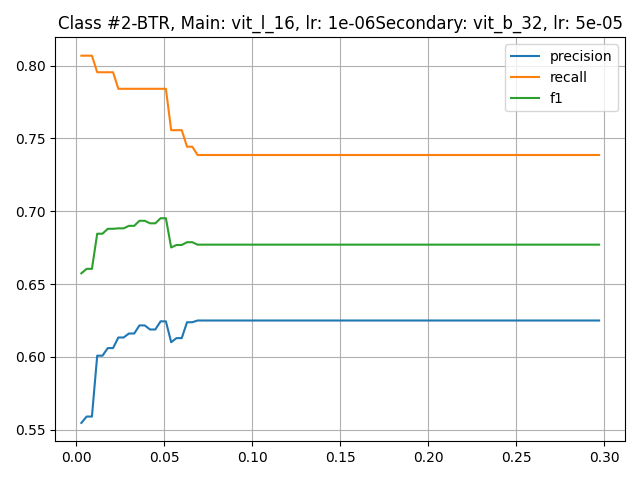 Class #2-BTR, Main: vit_l_16, lr: 1e-06Secondary: vit_b_32, lr: 5e-05
precision
recall
f1
0.80
0.75
0.70
0.65
0.60
0.55
0.00 0.05 0.10 0.15 0.20 0.25 0.30